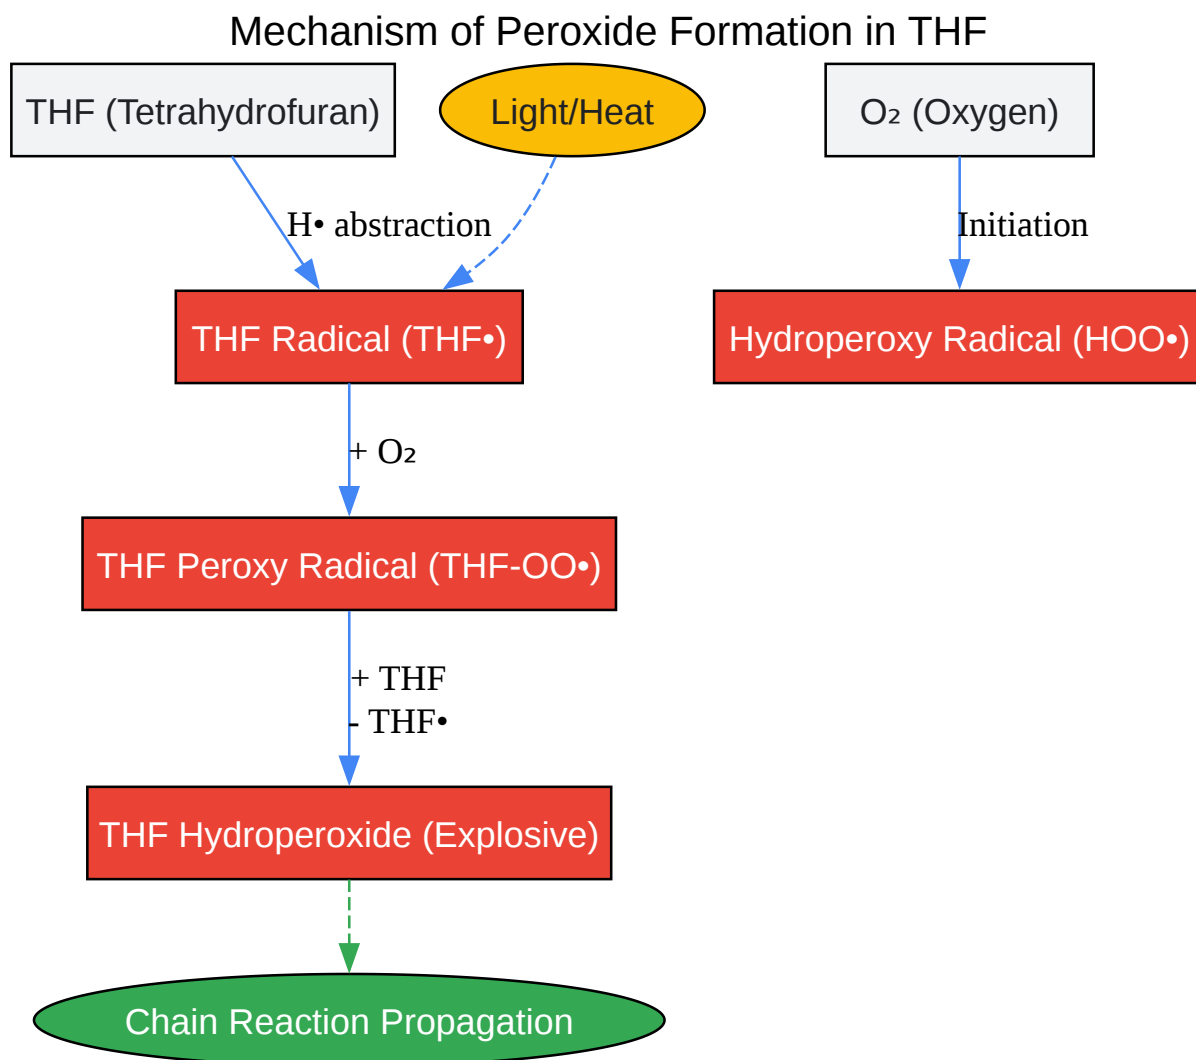 Mechanism of Peroxide Formation in THF
THF (Tetrahydrofuran)
Light/Heat
O₂ (Oxygen)
H• abstraction
Initiation
THF Radical (THF•)
Hydroperoxy Radical (HOO•)
+ O₂
THF Peroxy Radical (THF-OO•)
+ THF
- THF•
THF Hydroperoxide (Explosive)
Chain Reaction Propagation